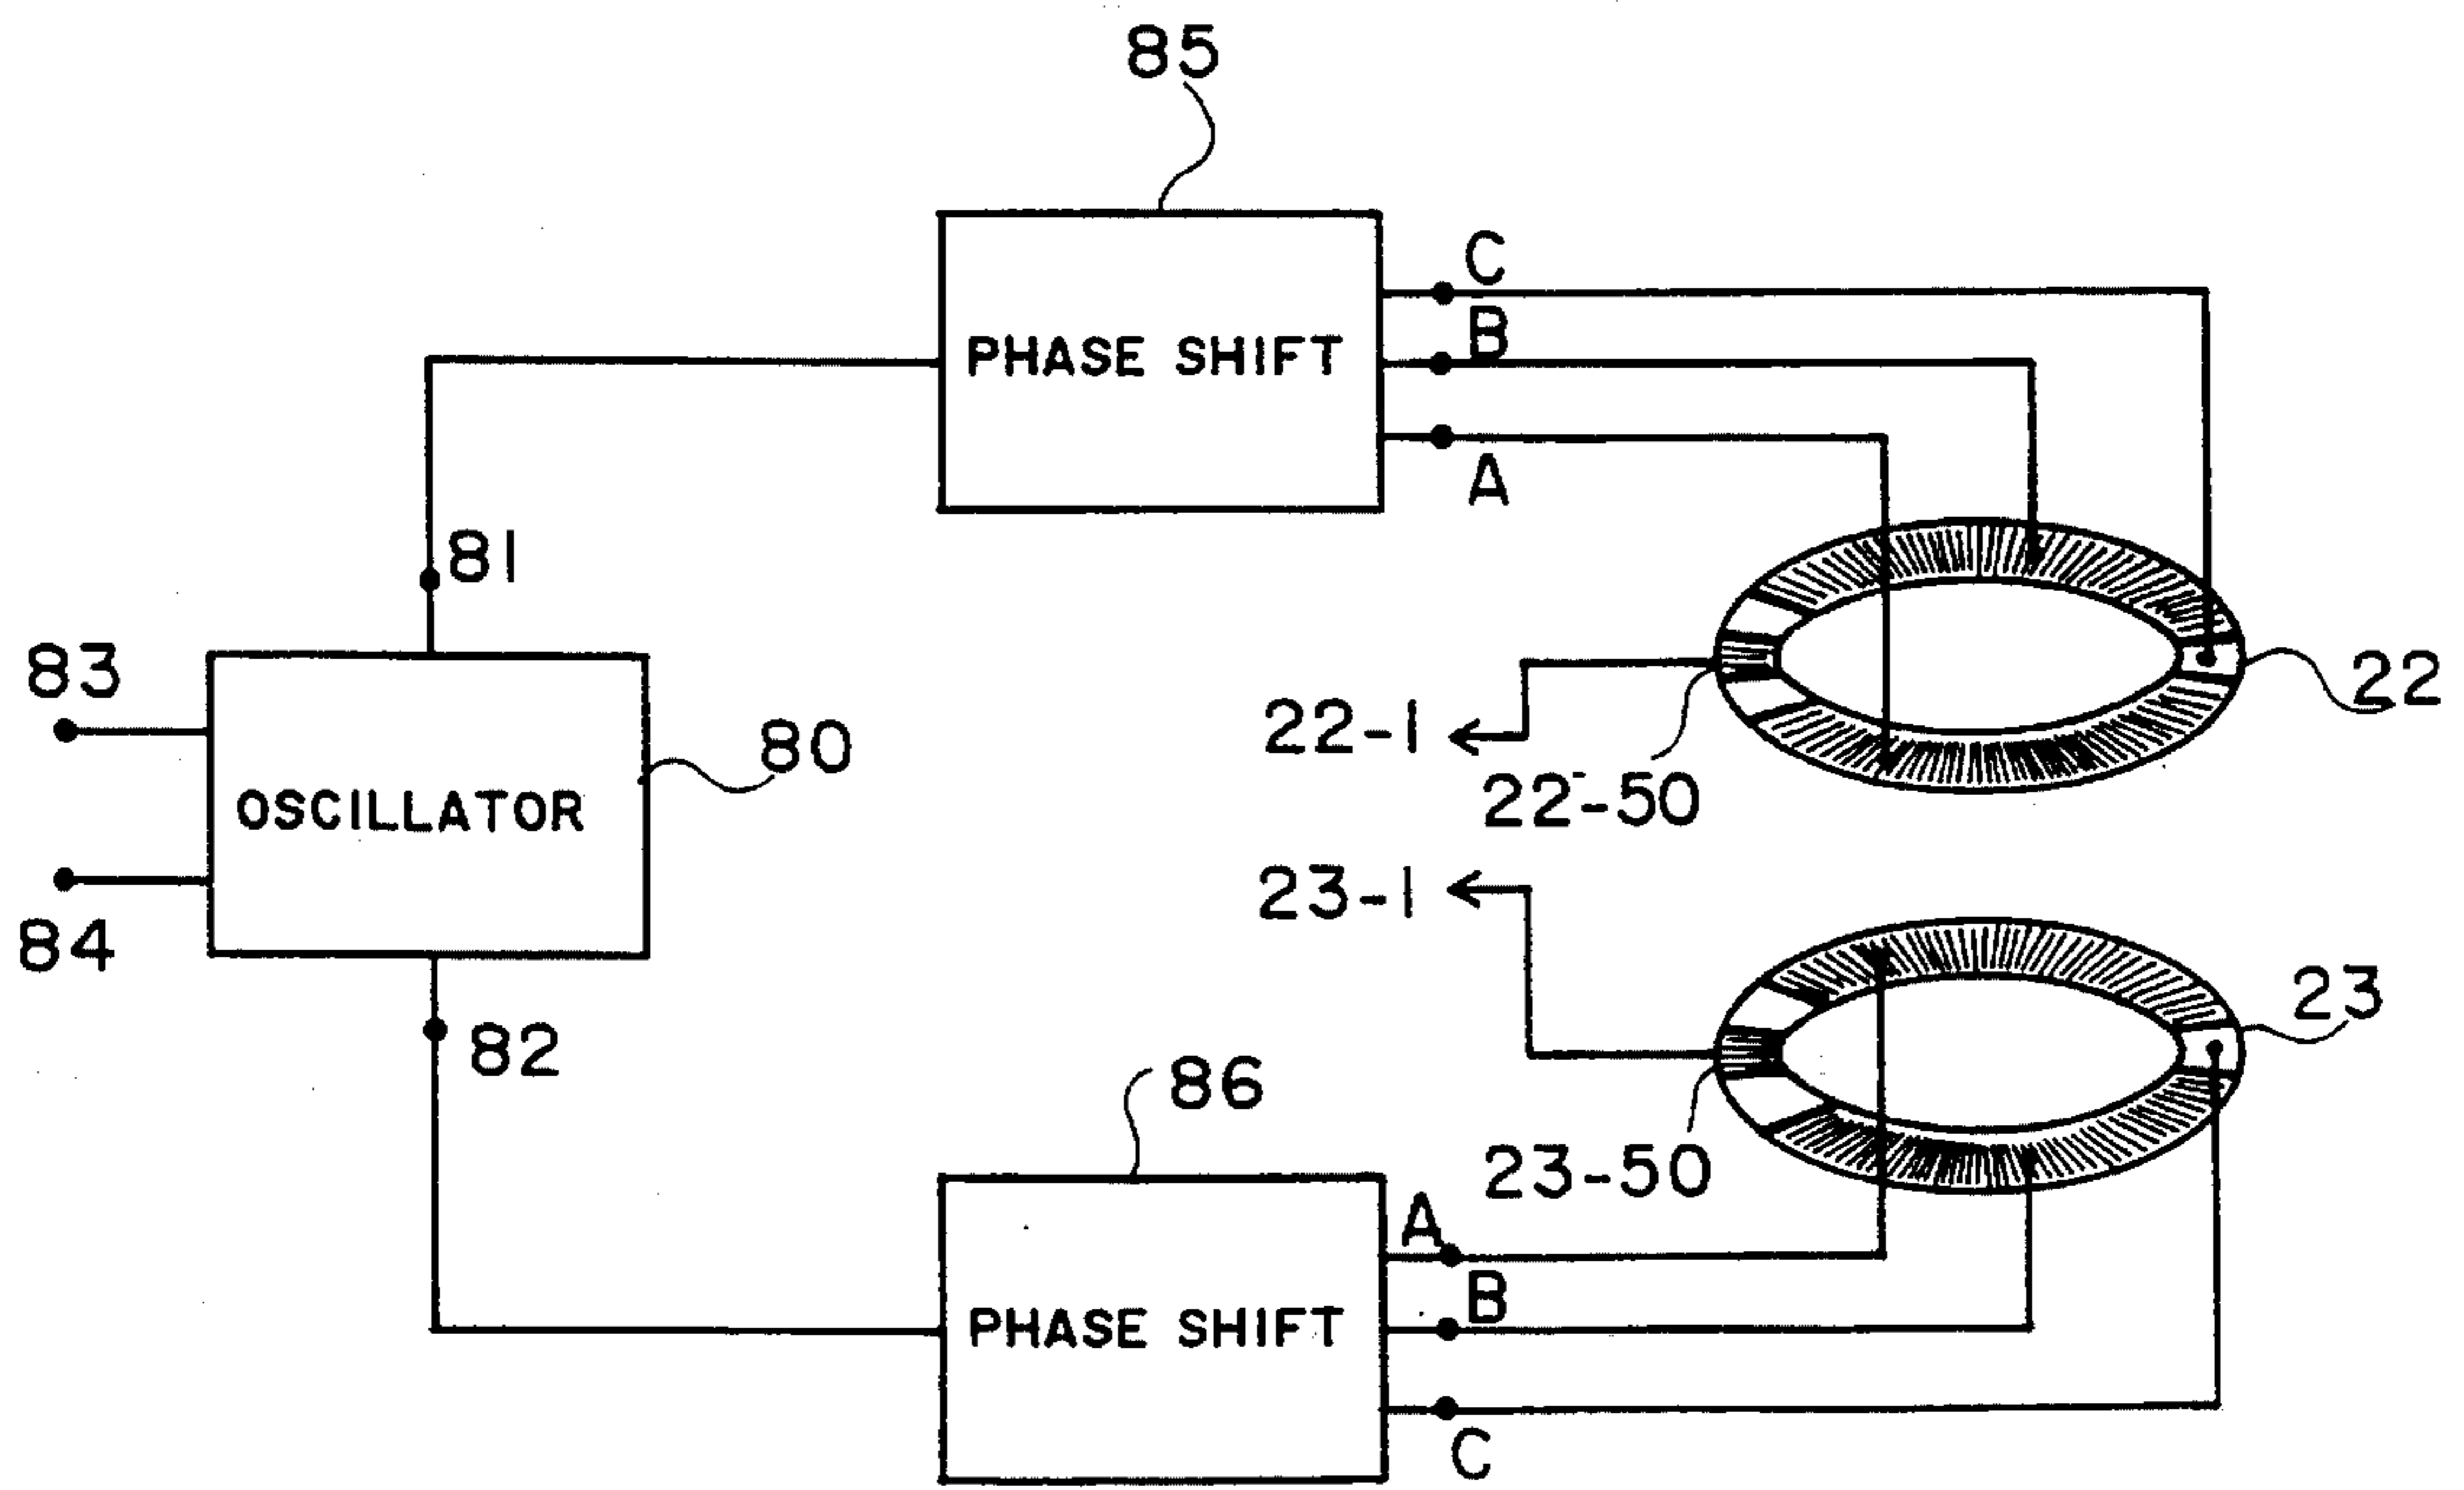 85
C
B
PHASE SHIFT
A
81
83
22
80
22-1
22-50
OSCILLATOR
23-1
84
23
82
86
23-50
A
B
PHASE SHIFT
C